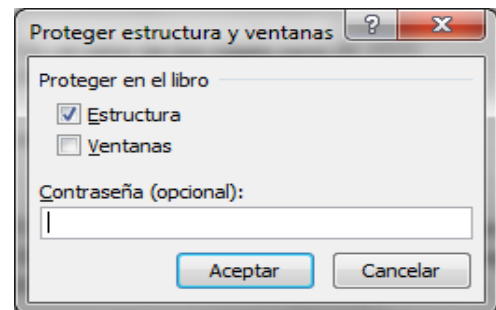 Proteger estructura y ventanas ?
Proteger en el libro
Estructura
Ventanas
Contraseña (opcional):
Aceptar Cancelar